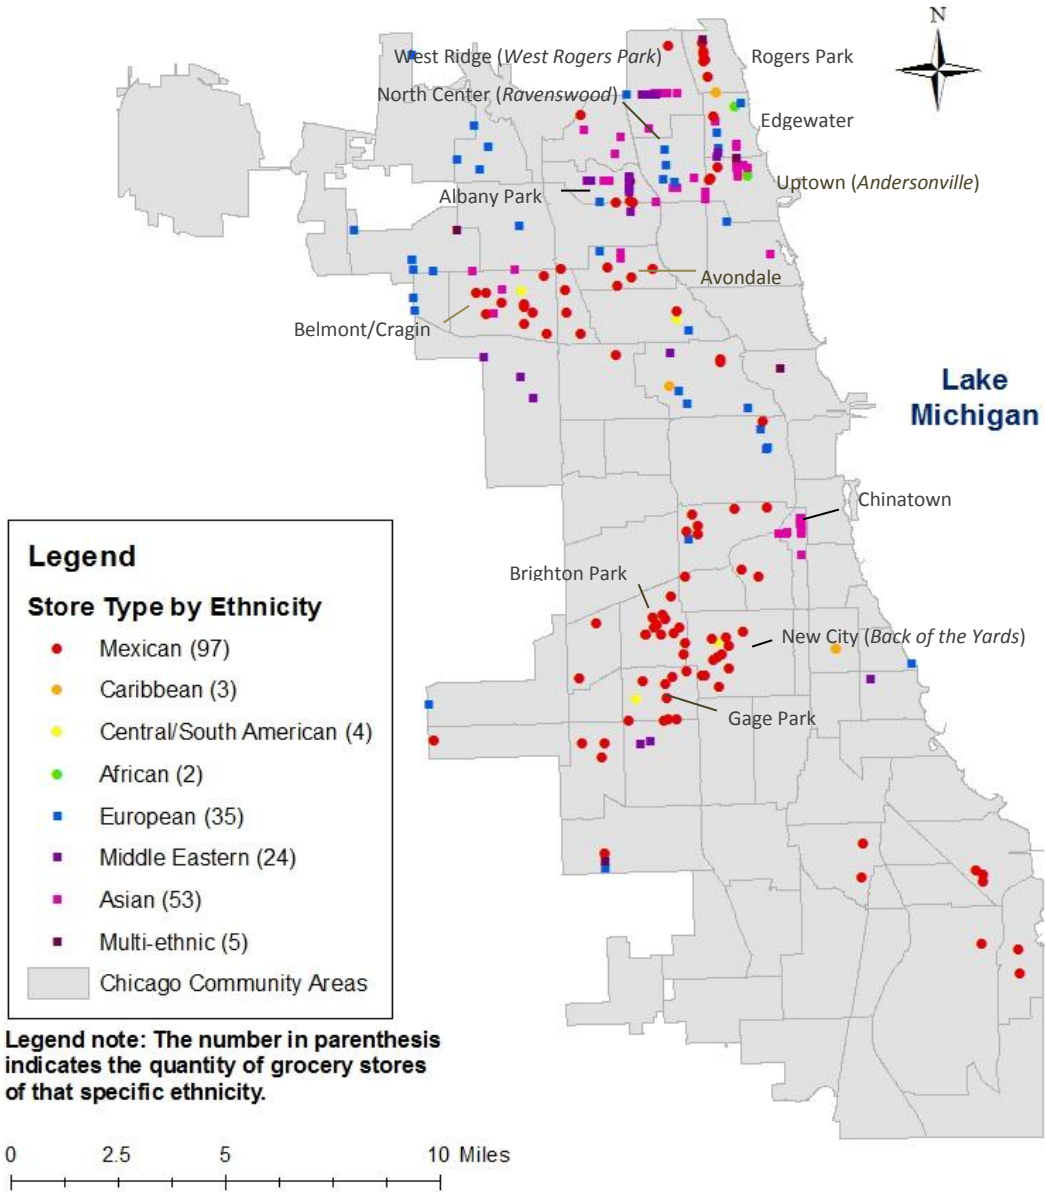 N
West Ridge (West Rogers Park)
Rogers Park
North Center (Ravenswood)
Edgewater
Uptown (Andersonville)
Albany Park
Avondale
Belmont/Cragin
Lake
Michigan
Chinatown
Brighton Park
New City (Back of the Yards)
Gage Park
Legend
Store Type by Ethnicity
Mexican (97)
Caribbean (3)
Central/South American (4)
African (2)
European (35)
Middle Eastern (24)
Asian (53)
Multi-ethnic (5)
Chicago Community Areas
Legend note: The number in parenthesis
indicates the quantity of grocery stores
of that specific ethnicity.
0 2.5 5 10 Miles